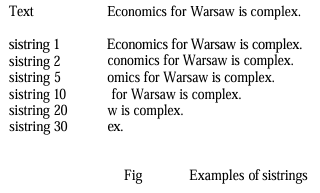 Text Economics for Warsaw is complex.
sistring 1 Economics for Warsaw is complex.
sistring 2 conomics for Warsaw is complex.
sistring 5 omics for Warsaw is complex.
sistring 10 for Warsaw is complex.
sistring 20 w is complex.
sistring 30 ex.
Fig Examples of sistrings